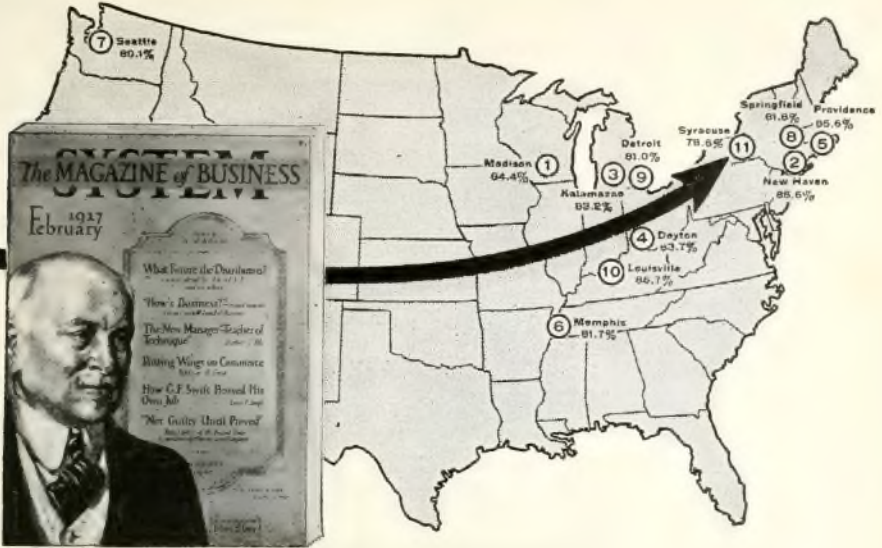 7
Seattle
80.1%
SYSTEM
The MAGAZINE of BUSINESS
February 1927
What Future the Distributor?
"How's Business?"
The New Manager-Teacher of
Technique
Putting Wings on Commerce
How G.F. Swift Bossed His
Own Job
"Not Guilty Until Proved"
Madison
84.4%
1
Detroit
81.0%
3
9
Kalamazoo
83.2%
4
Dayton
83.7%
10
Louisville
85.7%
6
Memphis
81.7%
Springfield
81.8%
Providence
85.6%
Syracuse
78.6%
11
8
5
2
New Haven
85.6%